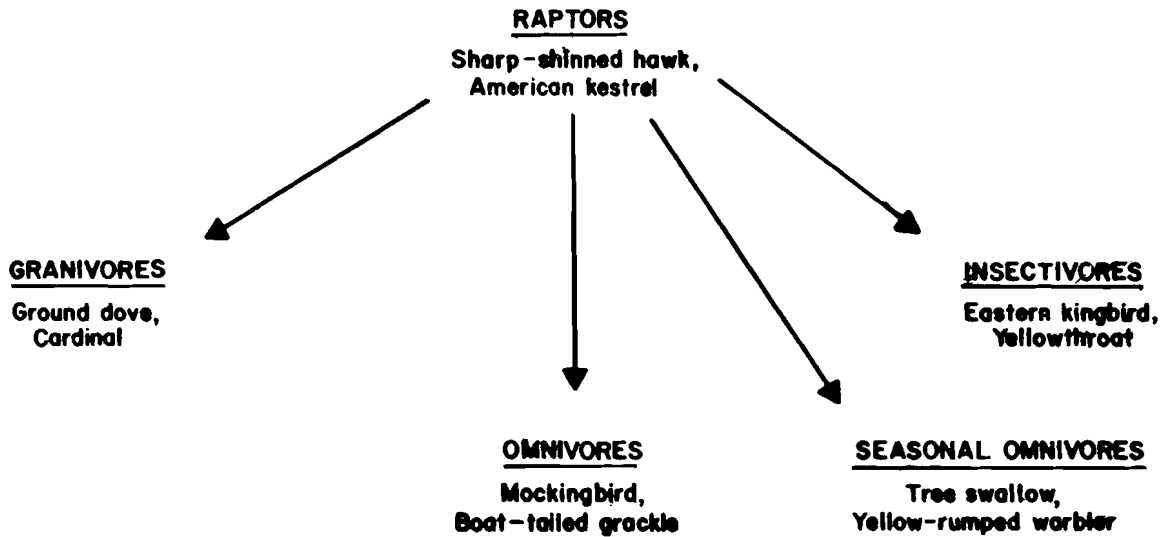 RAPTORS
Sharp-shinned hawk,
American kestrel
GRANIVORES
Ground dove,
Cardinal
INSECTIVORES
Eastern kingbird,
Yellowthroat
OMNIVORES
Mockingbird,
Boat-tailed grackle
SEASONAL OMNIVORES
Tree swallow,
Yellow-rumped warbler